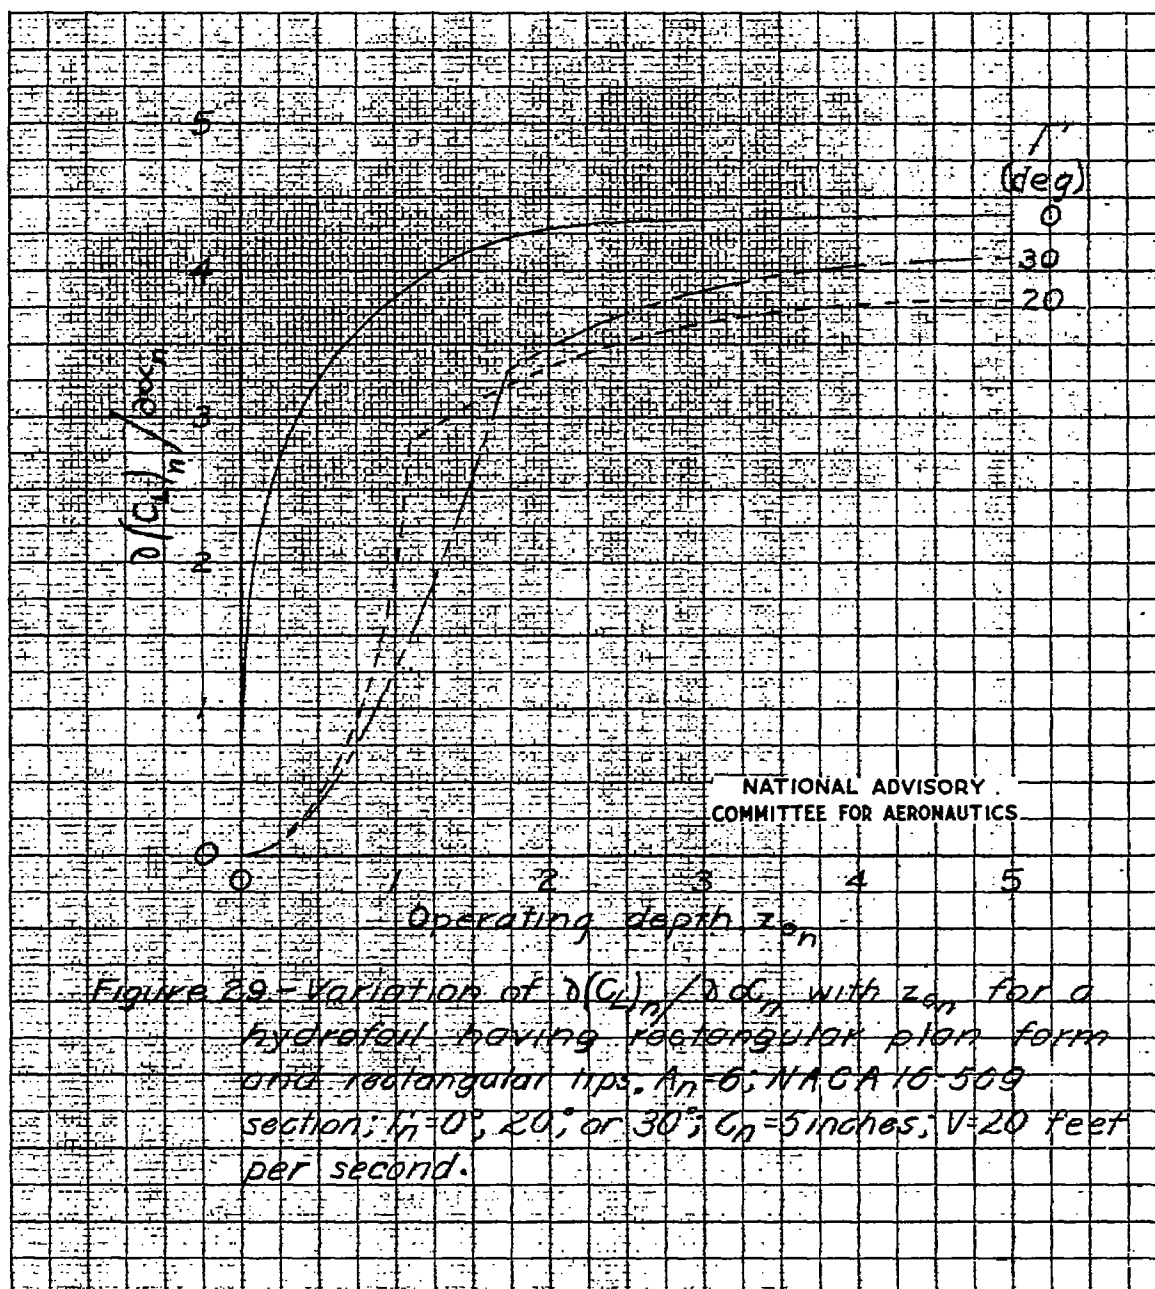 5
Γ
(deg)
0
4
30
20
∂(C_L)_n/∂α_n
3
2
1
NATIONAL ADVISORY
COMMITTEE FOR AERONAUTICS
0
0 1 2 3 4 5
Operating depth z_{o_n}
Figure 29.- Variation of ∂(C_L)_n/∂α_n with z_{o_n} for a
hydrofoil having rectangular plan form
and rectangular tips. A_n=6; NACA 16-509
section; Γ_n=0°, 20°, or 30°; C_n=5 inches; V=20 feet
per second.